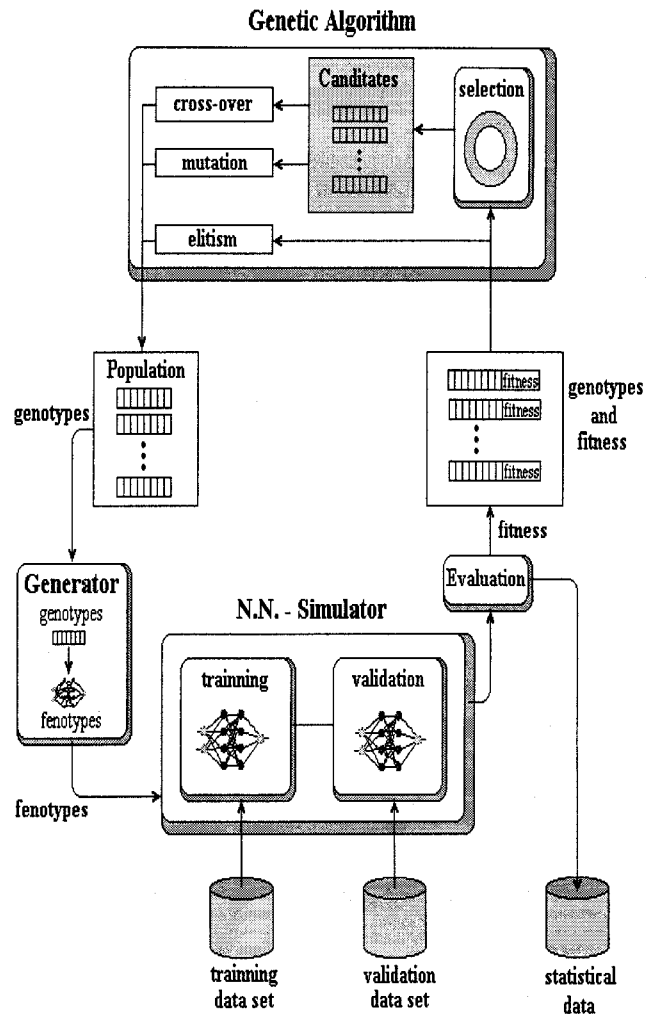 Genetic Algorithm
Canditates
selection
cross-over
mutation
elitism
Population
genotypes
fitness
fitness
fitness
genotypes
and
fitness
fitness
Evaluation
Generator
genotypes
fenotypes
N.N. - Simulator
trainning
validation
fenotypes
trainning
data set
validation
data set
statistical
data